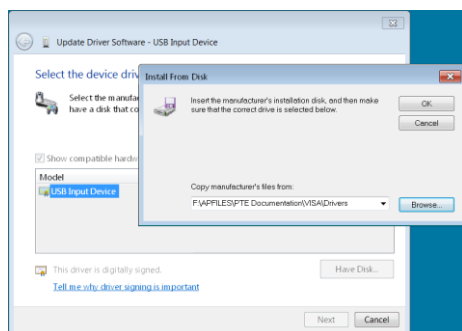 Update Driver Software - USB Input Device
Select the device driv
Install From Disk
Select the manufac
have a disk that co
Insert the manufacturer's installation disk, and then make
sure that the correct drive is selected below.
OK
Cancel
Show compatible hardw
Model
USB Input Device
Copy manufacturer's files from:
F:\APFILES\PTE Documentation\VISA\Drivers
Browse...
This driver is digitally signed.
Have Disk...
Tell me why driver signing is important
Next
Cancel